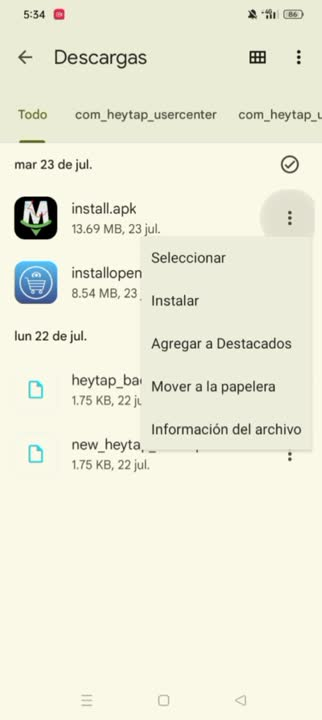 5:34
86
Descargas
Todo
com_heytap_usercenter
com_heytap_u
mar 23 de jul.
install.apk
13.69 MB, 23 jul.
installopen
8.54 MB, 23
lun 22 de jul.
heytap_ba
1.75 KB, 22 ju
new_heytap_
1.75 KB, 22 jul.
Seleccionar
Instalar
Agregar a Destacados
Mover a la papelera
Información del archivo